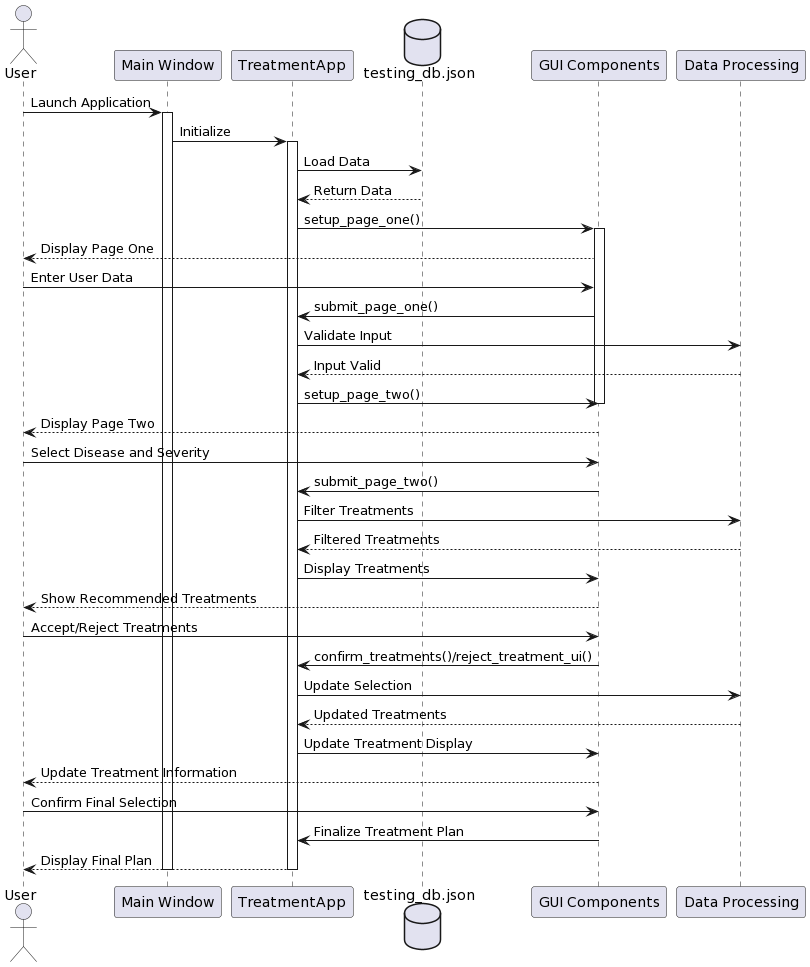 User
Main Window
TreatmentApp
testing_db.json
GUI Components
Data Processing
Launch Application
Initialize
Load Data
Return Data
setup_page_one()
Display Page One
Enter User Data
submit_page_one()
Validate Input
Input Valid
setup_page_two()
Display Page Two
Select Disease and Severity
submit_page_two()
Filter Treatments
Filtered Treatments
Display Treatments
Show Recommended Treatments
Accept/Reject Treatments
confirm_treatments()/reject_treatment_ui()
Update Selection
Updated Treatments
Update Treatment Display
Update Treatment Information
Confirm Final Selection
Finalize Treatment Plan
Display Final Plan
User
Main Window
TreatmentApp
testing_db.json
GUI Components
Data Processing